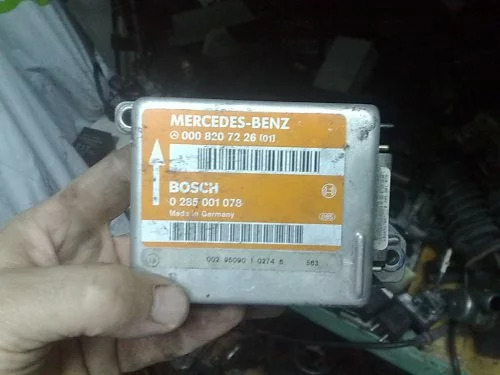 MERCEDES-BENZ
000 820 72 26 (01)
BOSCH
0 285 001 078
Made in Germany
002 95090 1 0274 6 563